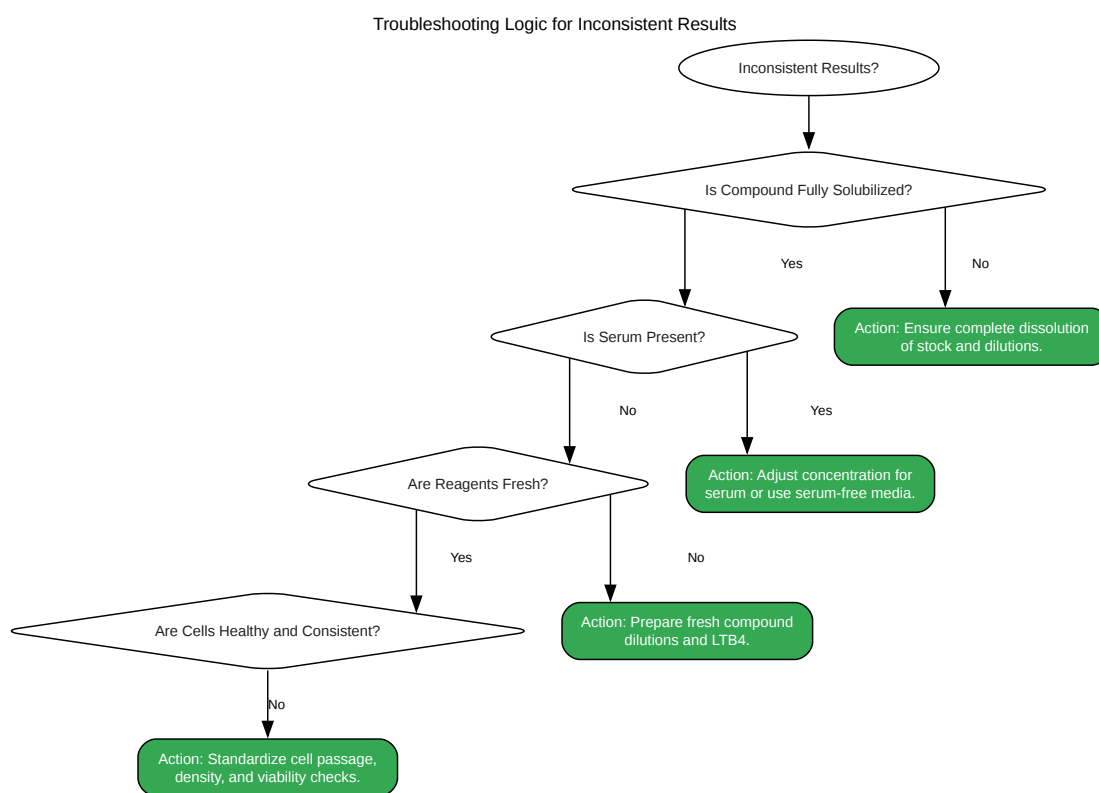 Troubleshooting Logic for Inconsistent Results
Inconsistent Results?
Is Compound Fully Solubilized?
Yes
No
Is Serum Present?
Action: Ensure complete dissolution
of stock and dilutions.
No
Yes
Are Reagents Fresh?
Action: Adjust concentration for
serum or use serum-free media.
Yes
No
Are Cells Healthy and Consistent?
Action: Prepare fresh compound
dilutions and LTB4.
No
Action: Standardize cell passage,
density, and viability checks.